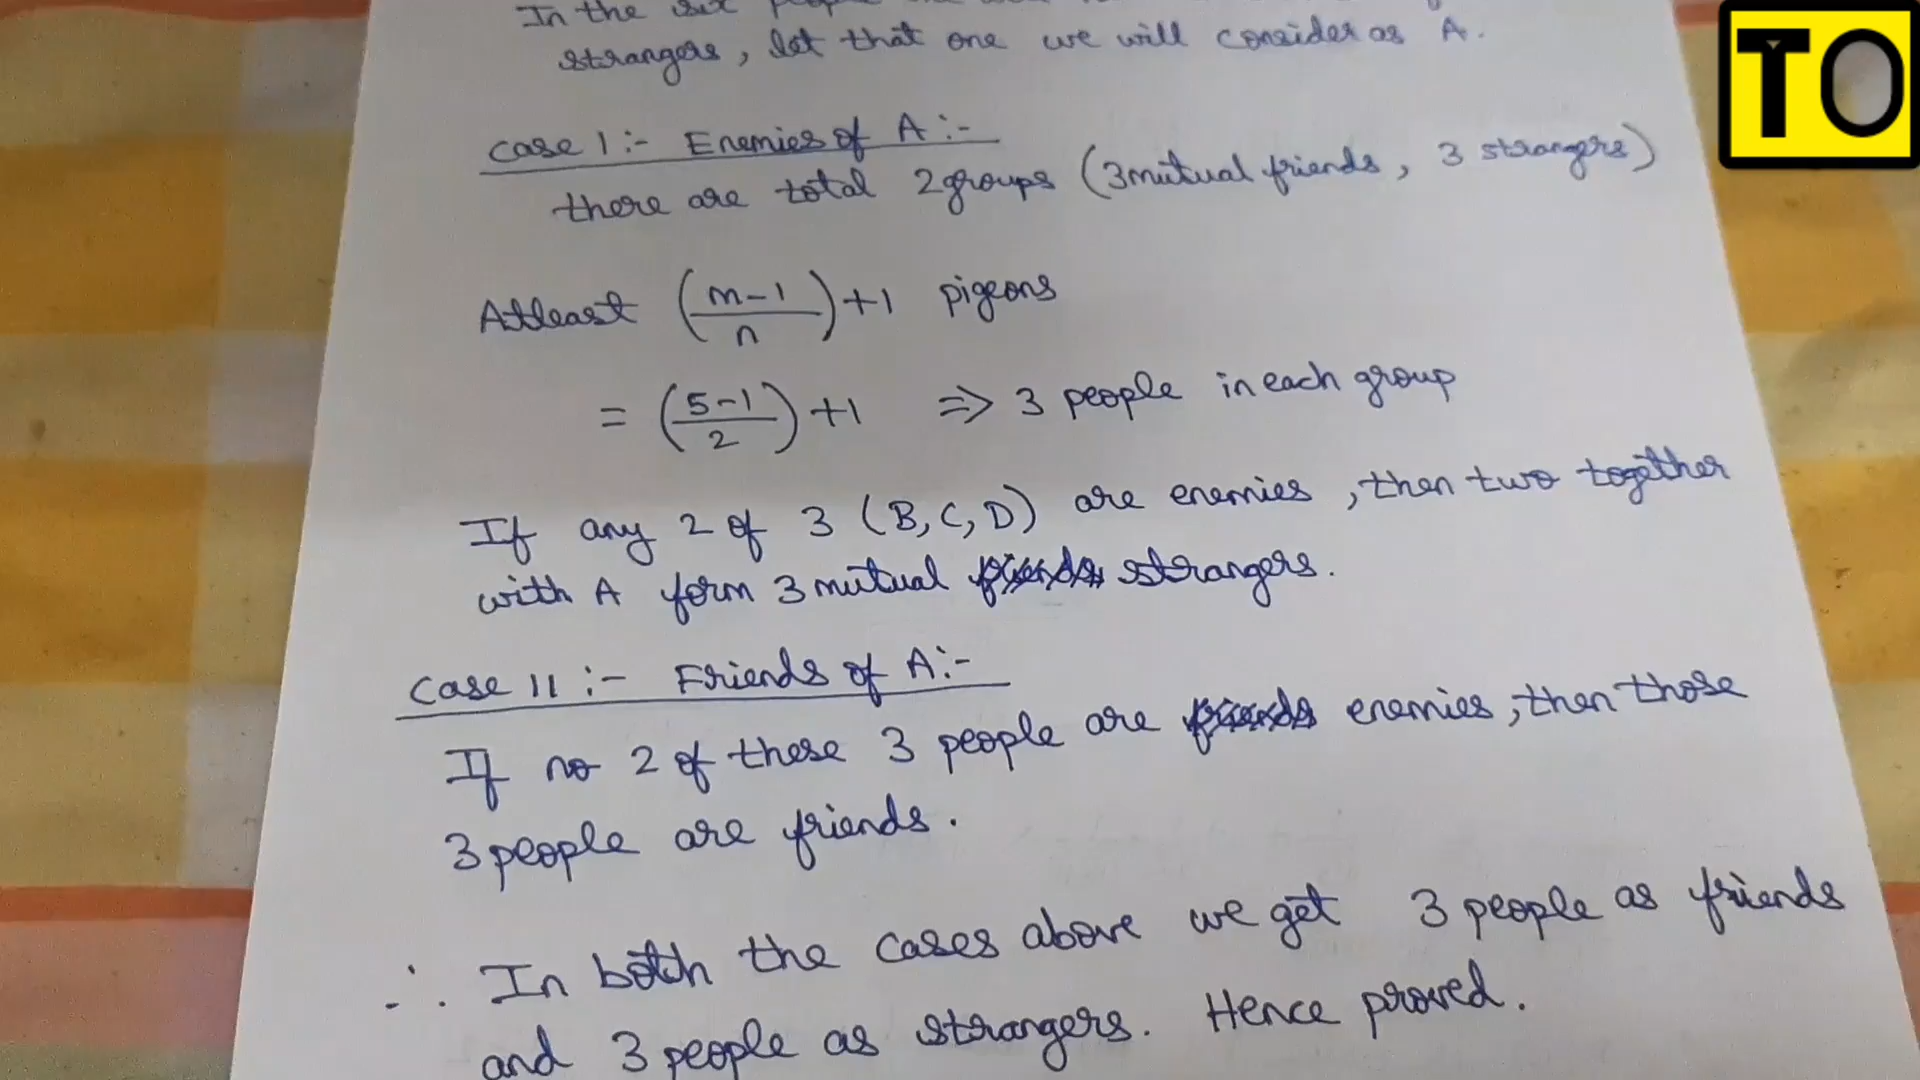 In the six people
strangers, let that one we will consider as A.
TO
Case I :- Enemies of A :-
there are total 2 groups (3 mutual friends, 3 strangers)
Atleast (m-1/n)+1 pigeons
= (5-1/2)+1 => 3 people in each group
If any 2 of 3 (B, C, D) are enemies, then two together
with A form 3 mutual strangers.
Case II :- Friends of A :-
If no 2 of these 3 people are enemies, then those
3 people are friends.
∴ In both the cases above we get 3 people as friends
and 3 people as strangers. Hence proved.